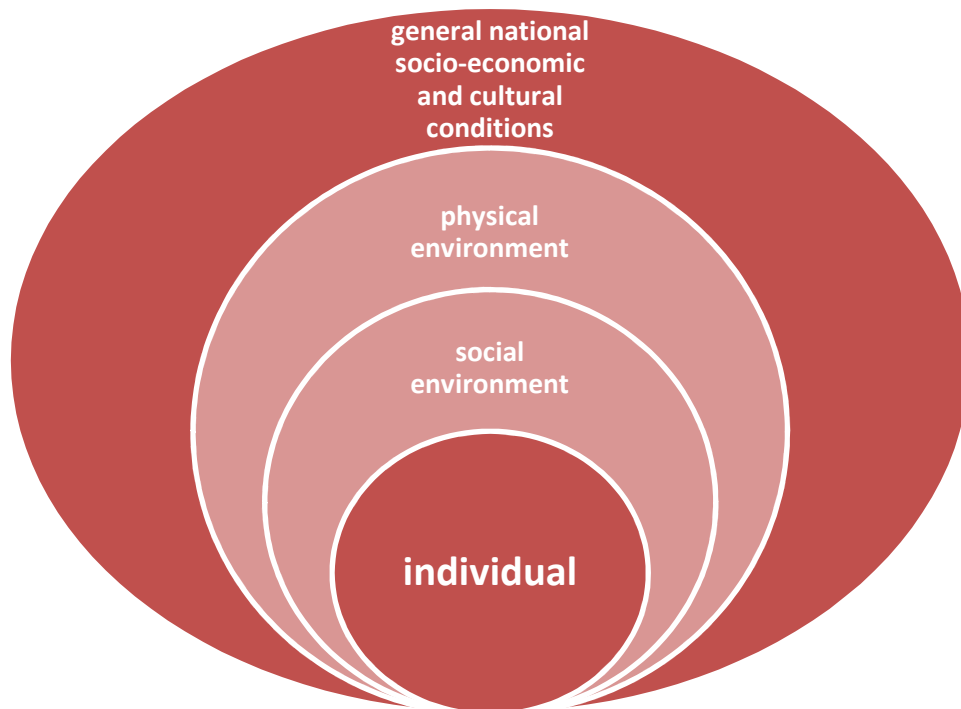 general national
socio-economic
and cultural
conditions
physical
environment
social
environment
individual